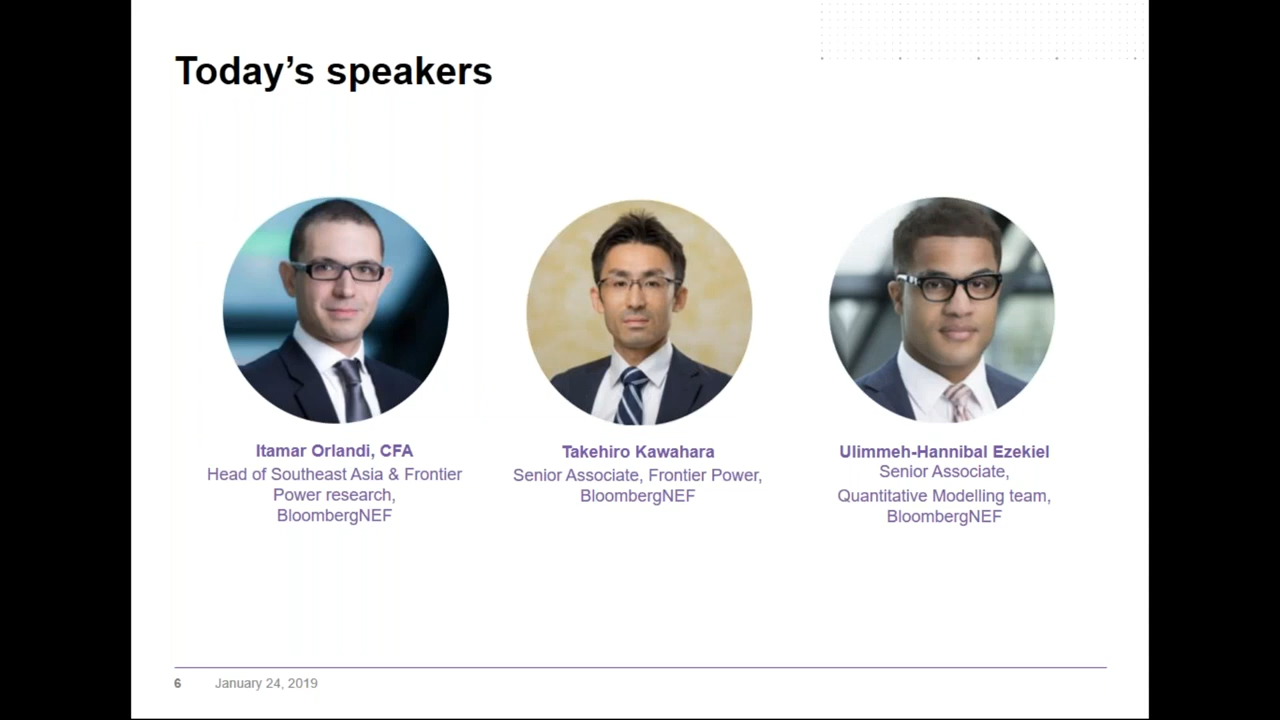 Today’s speakers
Itamar Orlandi, CFA
Head of Southeast Asia & Frontier
Power research,
BloombergNEF
Takehiro Kawahara
Senior Associate, Frontier Power,
BloombergNEF
Ulimmeh-Hannibal Ezekiel
Senior Associate,
Quantitative Modelling team,
BloombergNEF
6 January 24, 2019